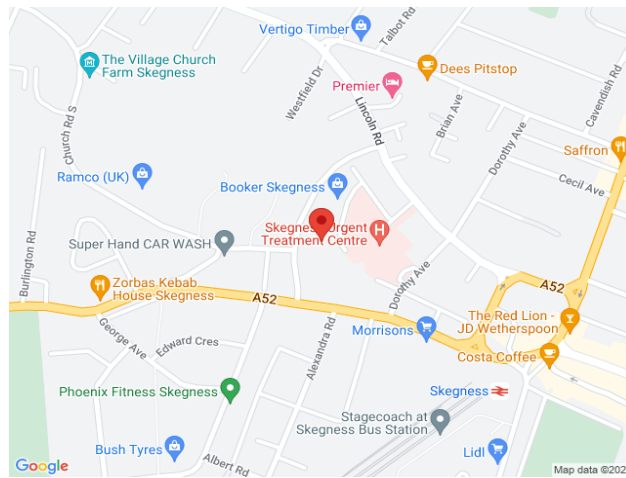 Vertigo Timber
Talbot Rd
The Village Church
Farm Skegness
Westfield Dr
Dees Pitstop
Cavendish Rd
Premier
Lincoln Rd
Brian Ave
Church Rd S
Dorothy Ave
Saffron
Ramco (UK)
Booker Skegness
Cecil Ave
Skegness Urgent
Treatment Centre
H
Super Hand CAR WASH
Burlington Rd
Zorbas Kebab
House Skegness
A52
Dorothy Ave
A52
The Red Lion -
JD Wetherspoon
George Ave
Edward Cres
Alexandra Rd
Morrisons
Costa Coffee
Phoenix Fitness Skegness
Skegness
Stagecoach at
Skegness Bus Station
Bush Tyres
Albert Rd
Lidl
Google
Map data ©202